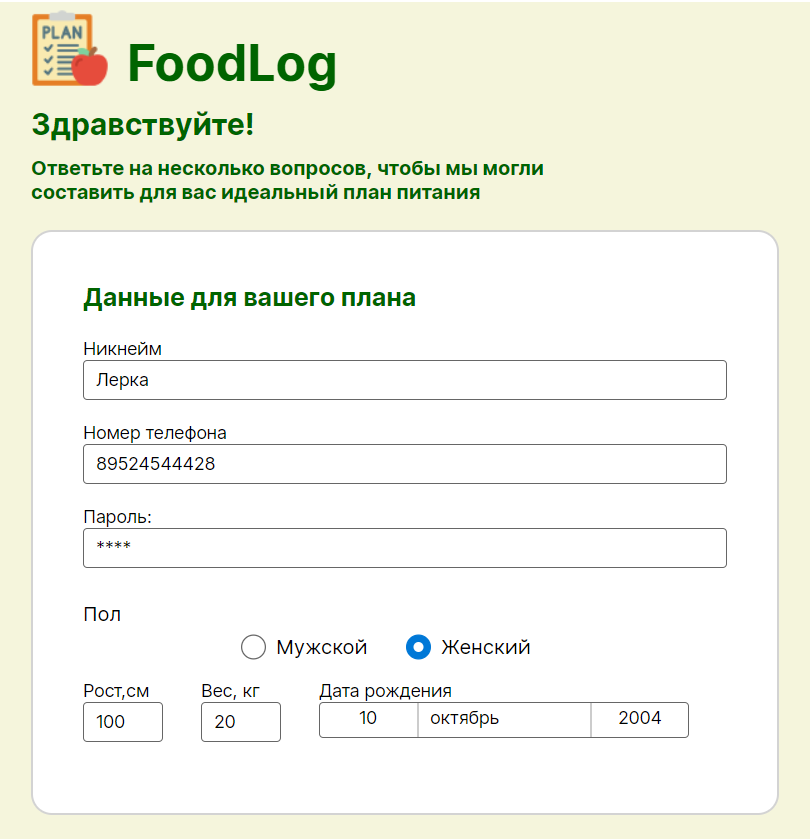 PLAN
FoodLog
Здравствуйте!
Ответьте на несколько вопросов, чтобы мы могли
составить для вас идеальный план питания
Данные для вашего плана
Никнейм
Лерка
Номер телефона
89524544428
Пароль:
****
Пол
Мужской Женский
Рост,см Вес, кг Дата рождения
100 20 10 октябрь 2004